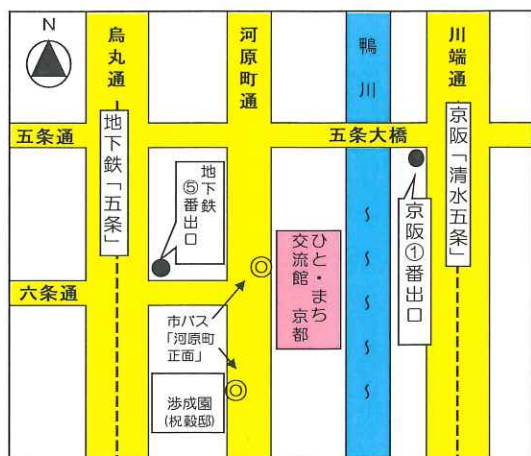 N
烏丸通
河原町通
鴨川
川端通
五条通
五条大橋
地下鉄「五条」
地下鉄
⑤番出口
京阪「清水五条」
京阪①番出口
六条通
ひと・まち
交流館 京都
市バス
「河原町
正面」
渉成園
(枳殻邸)